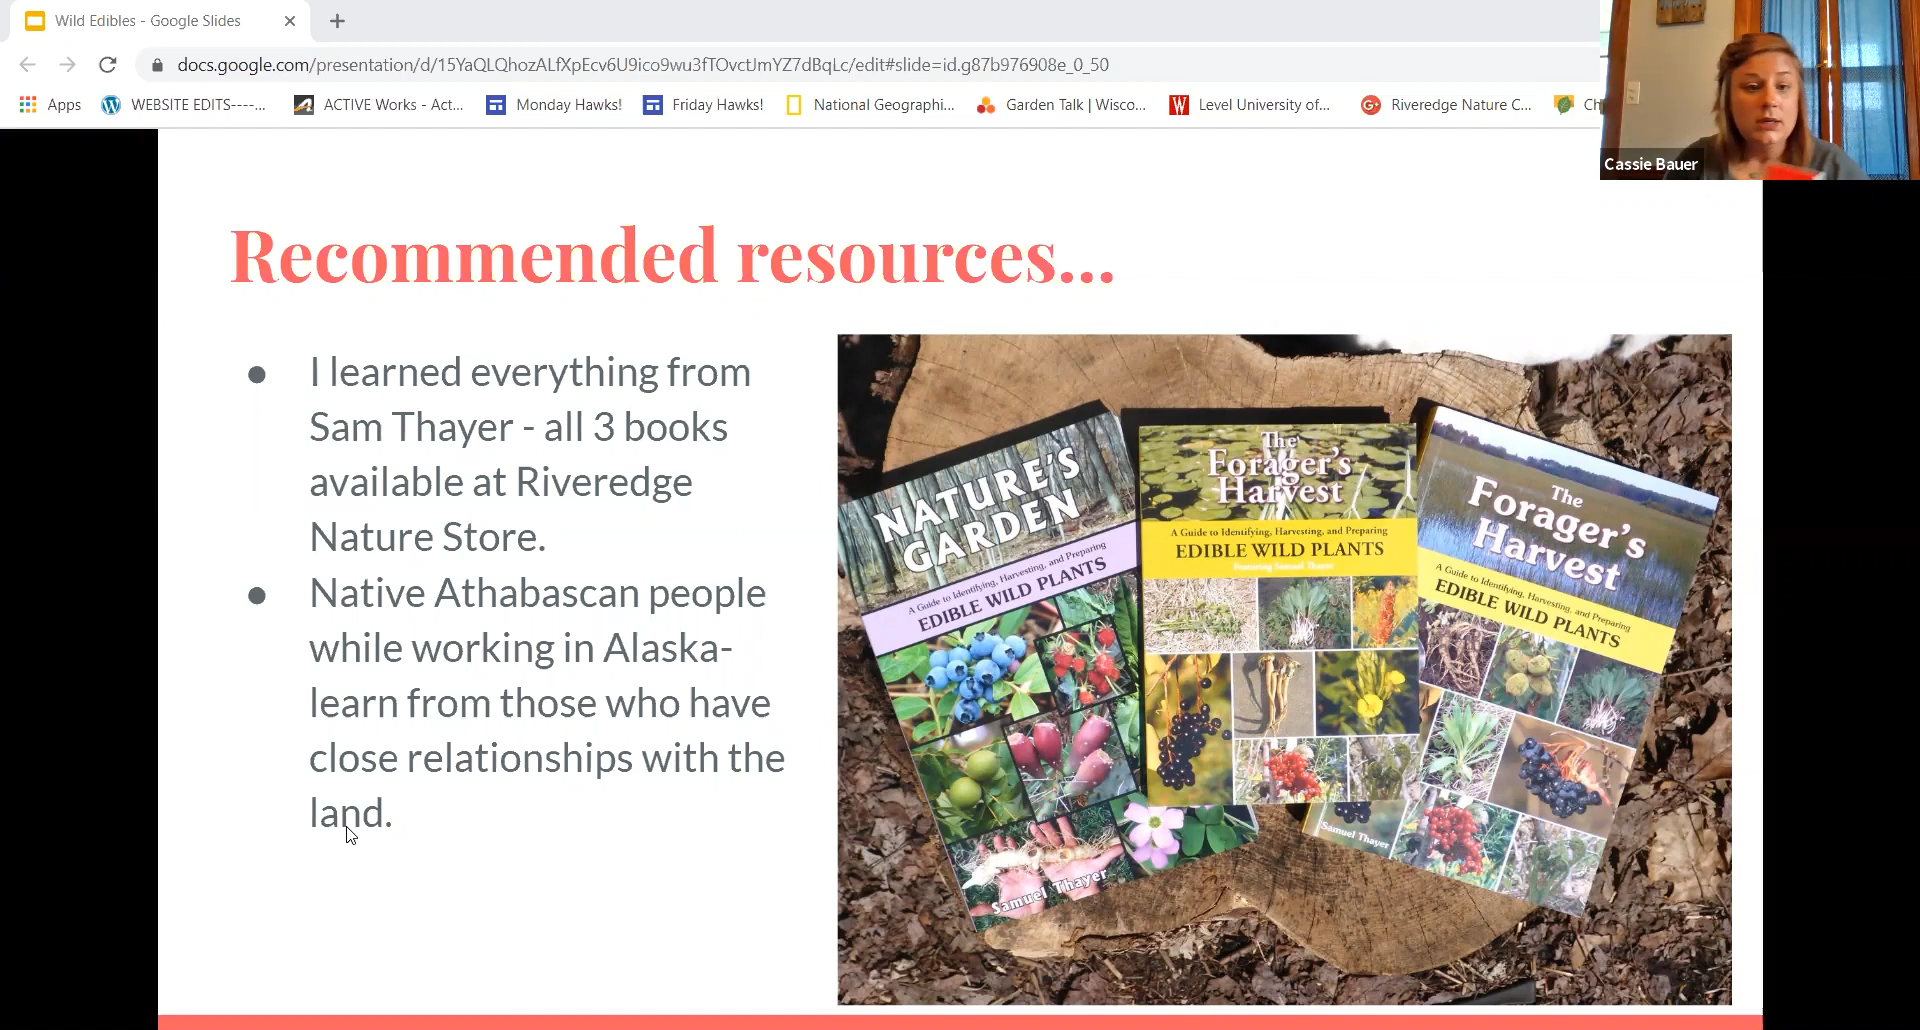 Wild Edibles - Google Slides
docs.google.com/presentation/d/15YaQLQhozALfXpEcv6U9ico9wu3fTOvctJmYZ7dBqLc/edit#slide=id.g87b976908e_0_50
Apps WEBSITE EDITS----... ACTIVE Works - Act... Monday Hawks! Friday Hawks! National Geographi... Garden Talk | Wisco... Level University of... Riveredge Nature C... Ch
Cassie Bauer
Recommended resources...
● I learned everything from
Sam Thayer - all 3 books
available at Riveredge
Nature Store.
● Native Athabascan people
while working in Alaska-
learn from those who have
close relationships with the
land.
NATURE'S
GARDEN
A Guide to Identifying, Harvesting, and Preparing
EDIBLE WILD PLANTS
Samuel Thayer
The
Forager's
Harvest
A Guide to Identifying, Harvesting, and Preparing
EDIBLE WILD PLANTS
Featuring Samuel Thayer
The
Forager's
Harvest
A Guide to Identifying, Harvesting, and Preparing
EDIBLE WILD PLANTS
Samuel Thayer